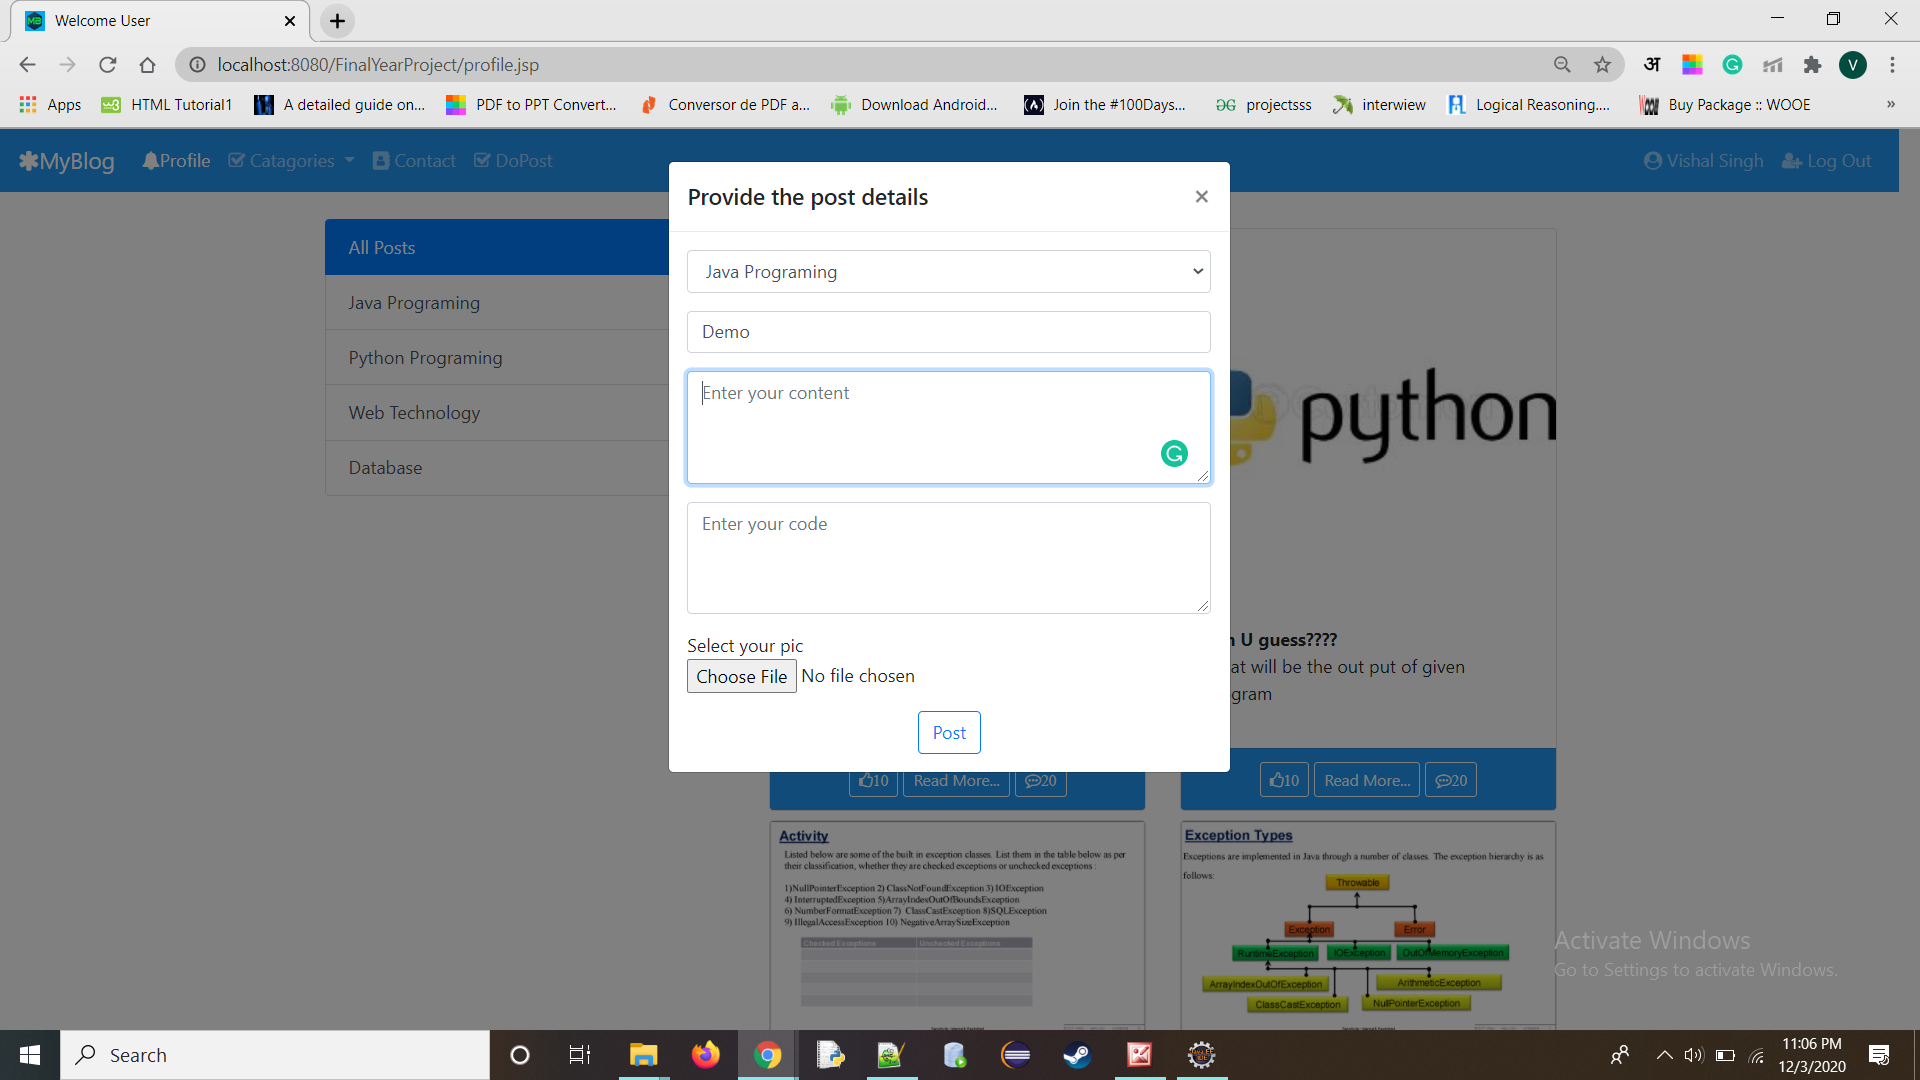 Welcome User
localhost:8080/FinalYearProject/profile.jsp
अ
V
Apps
HTML Tutorial1
A detailed guide on...
PDF to PPT Convert...
Conversor de PDF a...
Download Android...
Join the #100Days...
projectsss
interwiew
Logical Reasoning....
Buy Package :: WOOE
»
MyBlog
Profile
Catagories
Contact
DoPost
Vishal Singh
Log Out
Provide the post details
×
Java Programing
Demo
Enter your content
Enter your code
Select your pic
Choose File No file chosen
Post
All Posts
Java Programing
Python Programing
Web Technology
Database
python
U guess????
at will be the out put of given
gram
10
Read More...
20
10
Read More...
20
Activity
Listed below are some of the built in exception classes. List them in the table below as per
their classification, whether they are checked exceptions or unchecked exceptions :
1)NullPointerException 2) ClassNotFoundException 3) IOException
4) InterruptedException 5)ArrayIndexOutOfBoundsException
6) NumberFormatException 7) ClassCastException 8)SQLException
9) IllegalAccessException 10) NegativeArraySizeException
Checked Exceptions
Unchecked Exceptions
Exception Types
Exceptions are implemented in Java through a number of classes. The exception hierarchy is as
follows:
Throwable
Exception
Error
RuntimeException
IOException
OutOfMemoryException
ArrayIndexOutOfException
ArithmeticException
ClassCastException
NullPointerException
Activate Windows
Go to Settings to activate Windows.
Search
11:06 PM
12/3/2020